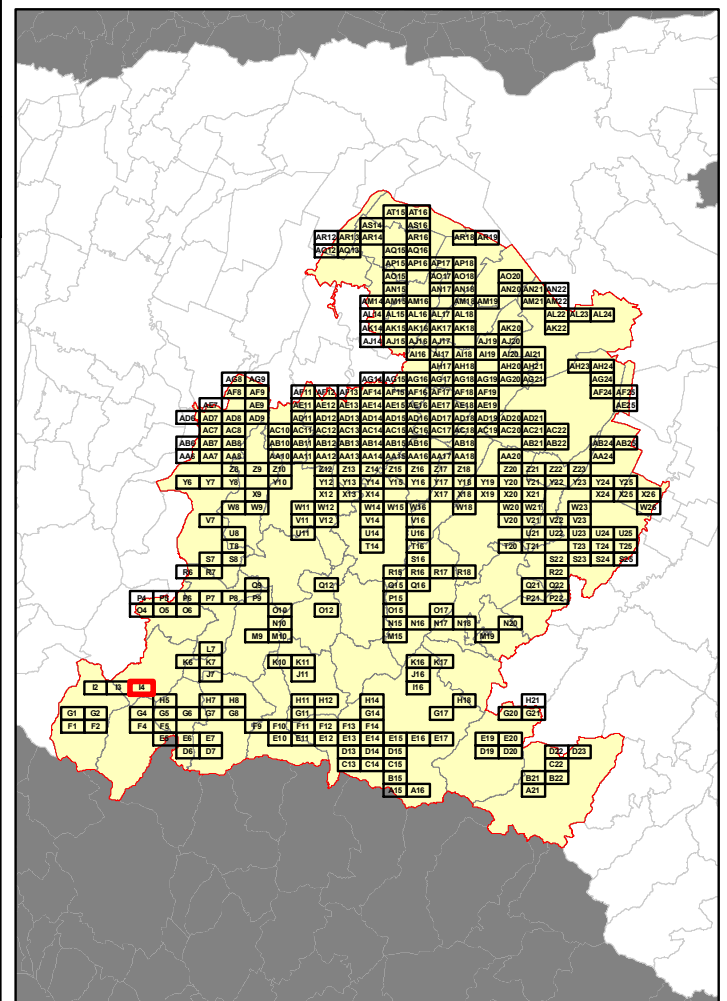 AT15 AT16
AS14 AS16
AR12 AR13 AR14 AR16 AR18 AR19
AQ12 AQ13 AQ15 AQ16
AP15 AP16 AP17 AP18
AO15 AO17 AO18 AO20
AN15 AN17 AN18 AN20 AN21 AN22
AM14 AM15 AM16 AM18 AM19 AM21 AM22
AL14 AL15 AL16 AL17 AL18 AL22 AL23 AL24
AK14 AK15 AK16 AK17 AK18 AK20 AK22
AJ14 AJ15 AJ16 AJ17 AJ19 AJ20
AI16 AI17 AI18 AI19 AI20 AI21
AH17 AH18 AH20 AH21 AH23 AH24
AG8 AG9 AG14 AG15 AG16 AG17 AG18 AG19 AG20 AG21 AG24
AF8 AF9 AF11 AF12 AF13 AF14 AF15 AF16 AF17 AF18 AF19 AF24 AF25
AE7 AE9 AE11 AE12 AE13 AE14 AE15 AE16 AE17 AE18 AE25
AD6 AD7 AD8 AD9 AD11 AD12 AD13 AD14 AD15 AD16 AD17 AD18 AD19 AD20 AD21
AC7 AC8 AC10 AC11 AC12 AC13 AC14 AC15 AC16 AC17 AC18 AC19 AC20 AC21 AC22
AB6 AB7 AB8 AB10 AB11 AB12 AB13 AB14 AB15 AB16 AB17 AB18 AB21 AB22 AB24 AB25
AA6 AA7 AA8 AA10 AA11 AA12 AA13 AA14 AA15 AA16 AA17 AA18 AA20 AA24
Z8 Z9 Z10 Z12 Z13 Z14 Z15 Z16 Z17 Z18 Z20 Z21 Z22 Z23
Y6 Y7 Y8 Y10 Y12 Y13 Y14 Y15 Y16 Y17 Y18 Y19 Y20 Y21 Y22 Y23 Y24 Y25
X9 X12 X13 X14 X17 X18 X19 X20 X21 X24 X25 X26
W8 W9 W11 W12 W14 W15 W16 W18 W20 W21 W23 W26
V7 V11 V12 V14 V16 V20 V21 V22 V23
U8 U11 U14 U16 U21 U22 U23 U24 U25
T8 T14 T16 T20 T21 T23 T24 T25
S7 S8 S16 S22 S23 S24 S25
R6 R7 R15 R16 R17 R18 R22
Q9 Q12 Q15 Q16 Q21 Q22
P4 P5 P6 P7 P8 P9 P15 P21 P22
O4 O5 O6 O10 O12 O15 O17
N10 N15 N16 N17 N18 N20
M9 M10 M15 M19
L7
K6 K7 K10 K11 K16 K17
J7 J11 J16
I2 I3 I4 I16
H5 H7 H8 H11 H12 H14 H18 H21
G1 G2 G4 G5 G6 G7 G8 G11 G14 G17 G20 G21
F1 F2 F4 F5 F9 F10 F11 F12 F13 F14
E5 E6 E7 E10 E11 E12 E13 E14 E15 E16 E17 E19 E20
D6 D7 D13 D14 D15 D19 D20 D22 D23
C13 C14 C15 C22
B15 B21 B22
A15 A16 A21